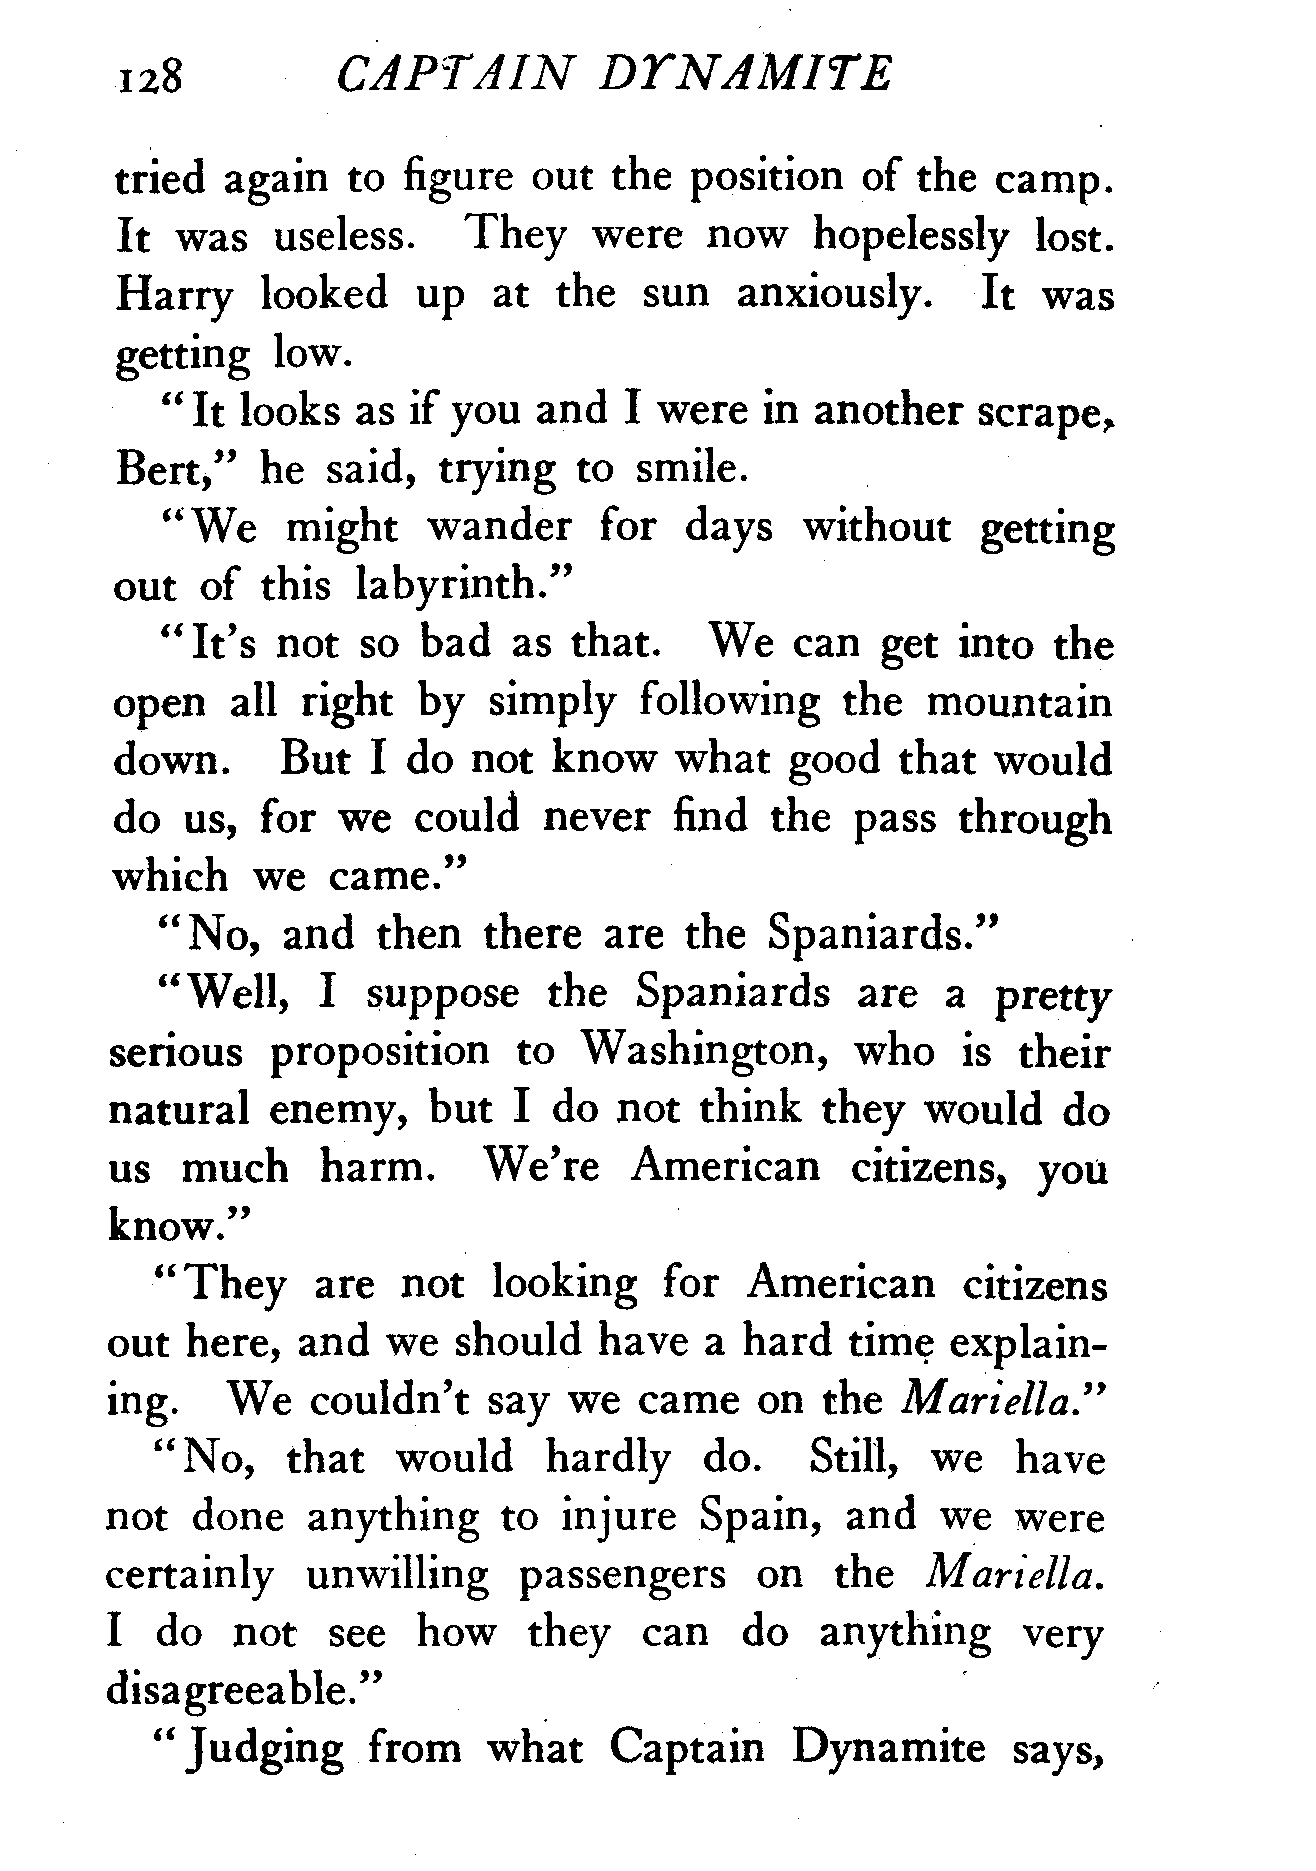 128 CAPTAIN DYNAMITE
tried again to figure out the position of the camp.
It was useless. They were now hopelessly lost.
Harry looked up at the sun anxiously. It was
getting low.
"It looks as if you and I were in another scrape,
Bert," he said, trying to smile.
"We might wander for days without getting
out of this labyrinth."
"It's not so bad as that. We can get into the
open all right by simply following the mountain
down. But I do not know what good that would
do us, for we could never find the pass through
which we came."
"No, and then there are the Spaniards."
"Well, I suppose the Spaniards are a pretty
serious proposition to Washington, who is their
natural enemy, but I do not think they would do
us much harm. We're American citizens, you
know."
"They are not looking for American citizens
out here, and we should have a hard time explain-
ing. We couldn't say we came on the Mariella."
"No, that would hardly do. Still, we have
not done anything to injure Spain, and we were
certainly unwilling passengers on the Mariella.
I do not see how they can do anything very
disagreeable."
"Judging from what Captain Dynamite says,